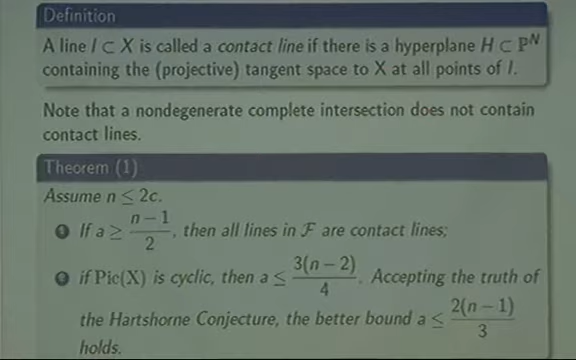 Definition
A line l ⊂ X is called a contact line if there is a hyperplane H ⊂ ℙᴺ
containing the (projective) tangent space to X at all points of l.
Note that a nondegenerate complete intersection does not contain
contact lines.
Theorem (1)
Assume n ≤ 2c.
1 If a ≥ (n − 1)/2, then all lines in F are contact lines;
2 if Pic(X) is cyclic, then a ≤ 3(n − 2)/4. Accepting the truth of
the Hartshorne Conjecture, the better bound a ≤ 2(n − 1)/3
holds.